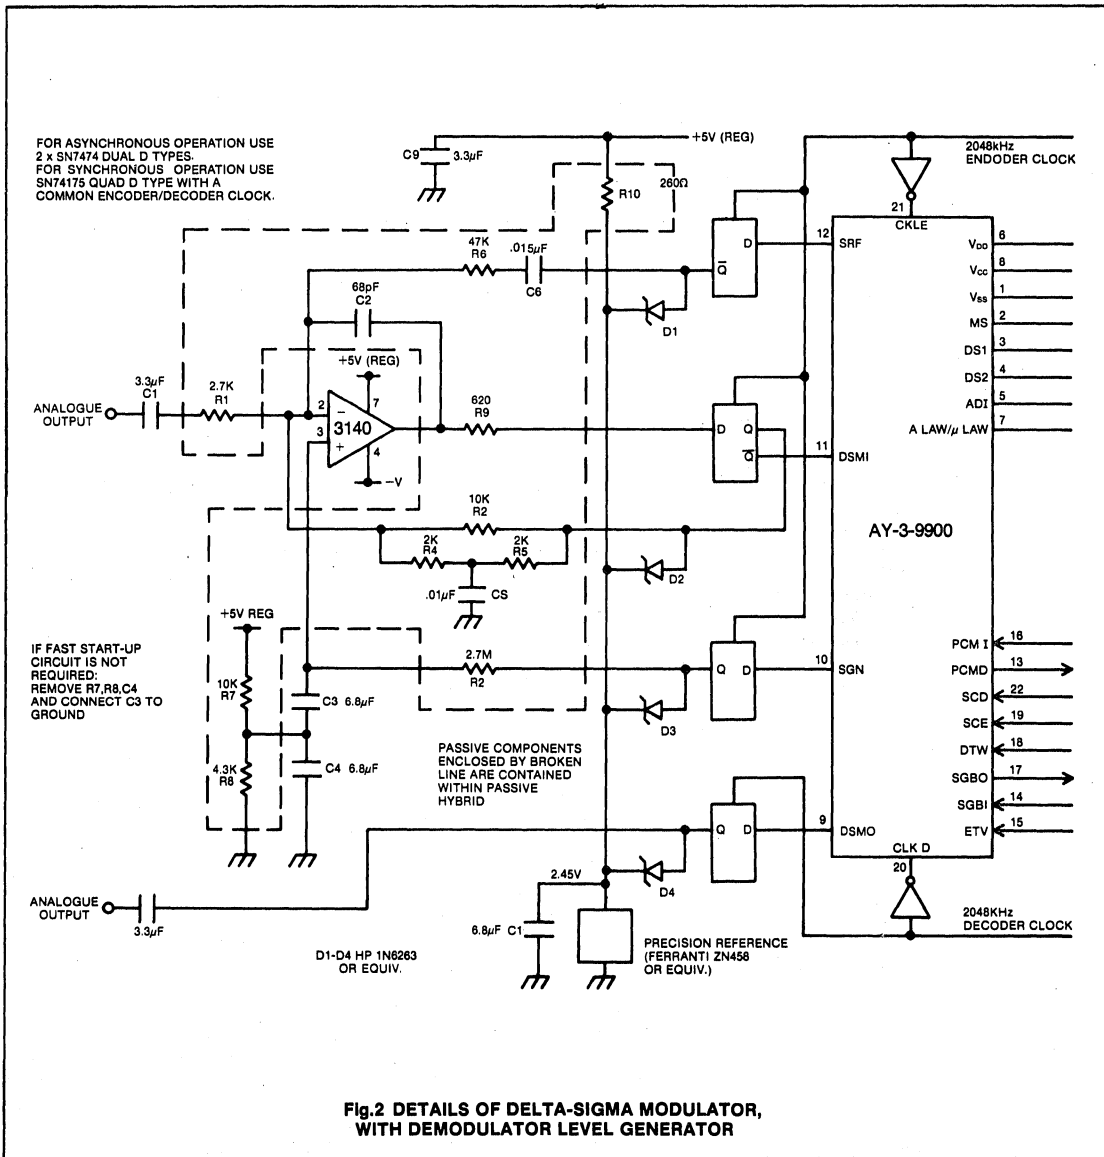 FOR ASYNCHRONOUS OPERATION USE
2 x SN7474 DUAL D TYPES.
FOR SYNCHRONOUS OPERATION USE
SN74175 QUAD D TYPE WITH A
COMMON ENCODER/DECODER CLOCK.
C9
3.3µF
+5V (REG)
R10
260Ω
2048kHz
ENDODER CLOCK
21
CKLE
47K
R6
.015µF
C6
D
Q̅
12
SRF
D1
68pF
C2
+5V (REG)
3.3µF
C1
2.7K
R1
ANALOGUE
OUTPUT
2
−
7
3
3140
+
4
−V
620
R9
D
Q
Q̅
11
DSMI
10K
R2
2K
R4
2K
R5
.01µF
CS
D2
AY-3-9900
VDD
6
VCC
8
VSS
1
MS
2
DS1
3
DS2
4
ADI
5
A LAW/µ LAW
7
+5V REG
IF FAST START-UP
CIRCUIT IS NOT
REQUIRED:
REMOVE R7,R8,C4
AND CONNECT C3 TO
GROUND
10K
R7
4.3K
R8
2.7M
R2
C3 6.8µF
C4 6.8µF
Q
D
10
SGN
D3
PASSIVE COMPONENTS
ENCLOSED BY BROKEN
LINE ARE CONTAINED
WITHIN PASSIVE
HYBRID
PCM I
16
PCMD
13
SCD
22
SCE
19
DTW
18
SGBO
17
SGBI
14
ETV
15
Q
D
9
DSMO
CLK D
20
D4
2.45V
ANALOGUE
OUTPUT
3.3µF
6.8µF C1
D1-D4 HP 1N6263
OR EQUIV.
PRECISION REFERENCE
(FERRANTI ZN458
OR EQUIV.)
2048KHz
DECODER CLOCK
Fig.2 DETAILS OF DELTA-SIGMA MODULATOR,
WITH DEMODULATOR LEVEL GENERATOR